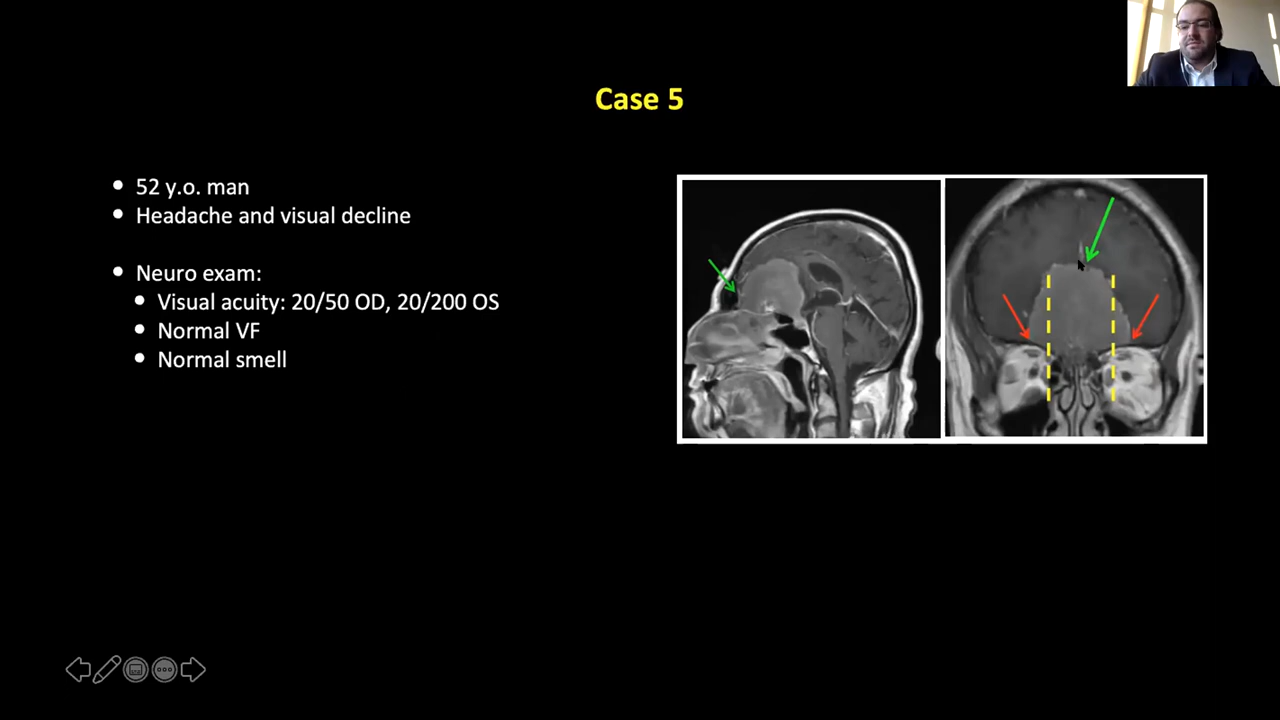 Case 5
52 y.o. man
Headache and visual decline
Neuro exam:
Visual acuity: 20/50 OD, 20/200 OS
Normal VF
Normal smell